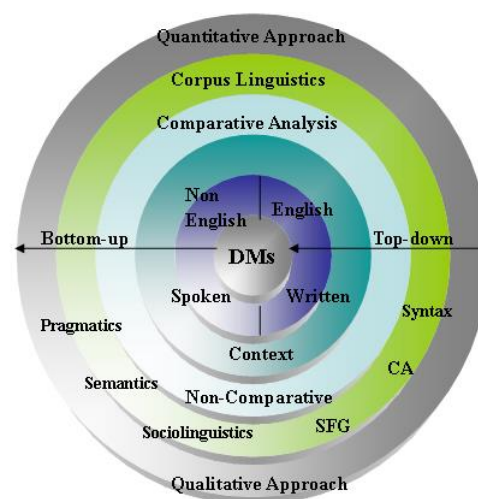 Quantitative Approach
Corpus Linguistics
Comparative Analysis
Non
English
English
Bottom-up
Top-down
DMs
Spoken
Written
Pragmatics
Syntax
Context
CA
Semantics
Non-Comparative
SFG
Sociolinguistics
Qualitative Approach